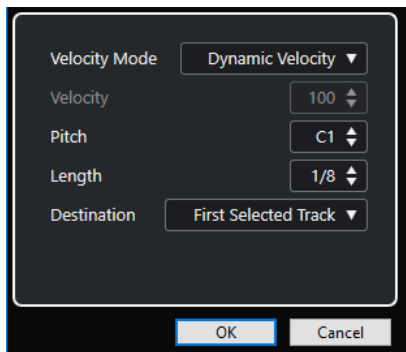 Velocity Mode Dynamic Velocity
Velocity 100
Pitch C1
Length 1/8
Destination First Selected Track
OK Cancel